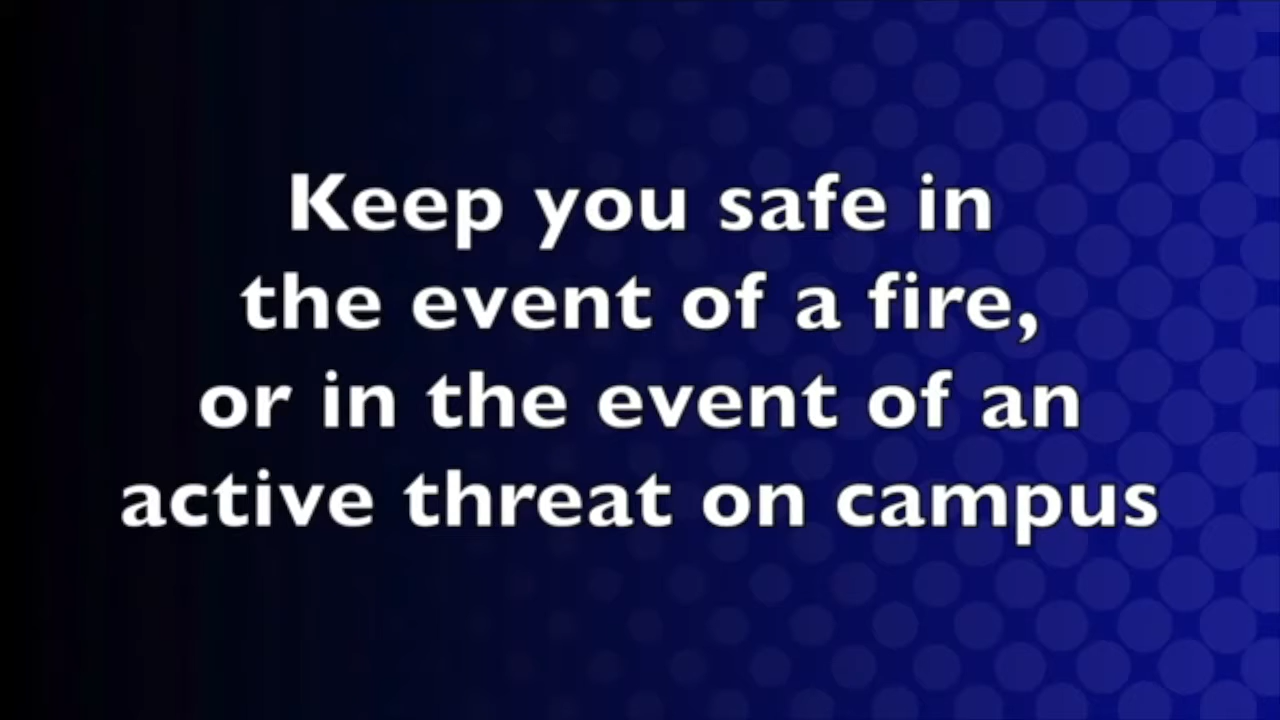 Keep you safe in
the event of a fire,
or in the event of an
active threat on campus